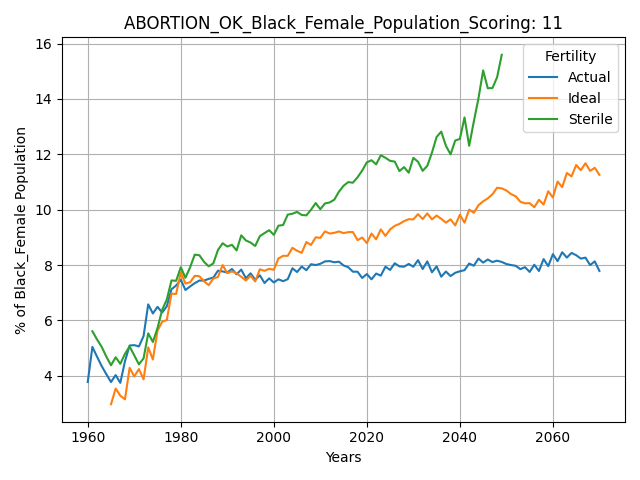 ABORTION_OK_Black_Female_Population_Scoring: 11
% of Black_Female Population
16
14
12
10
8
6
4
Fertility
Actual
Ideal
Sterile
1960
1980
2000
2020
2040
2060
Years